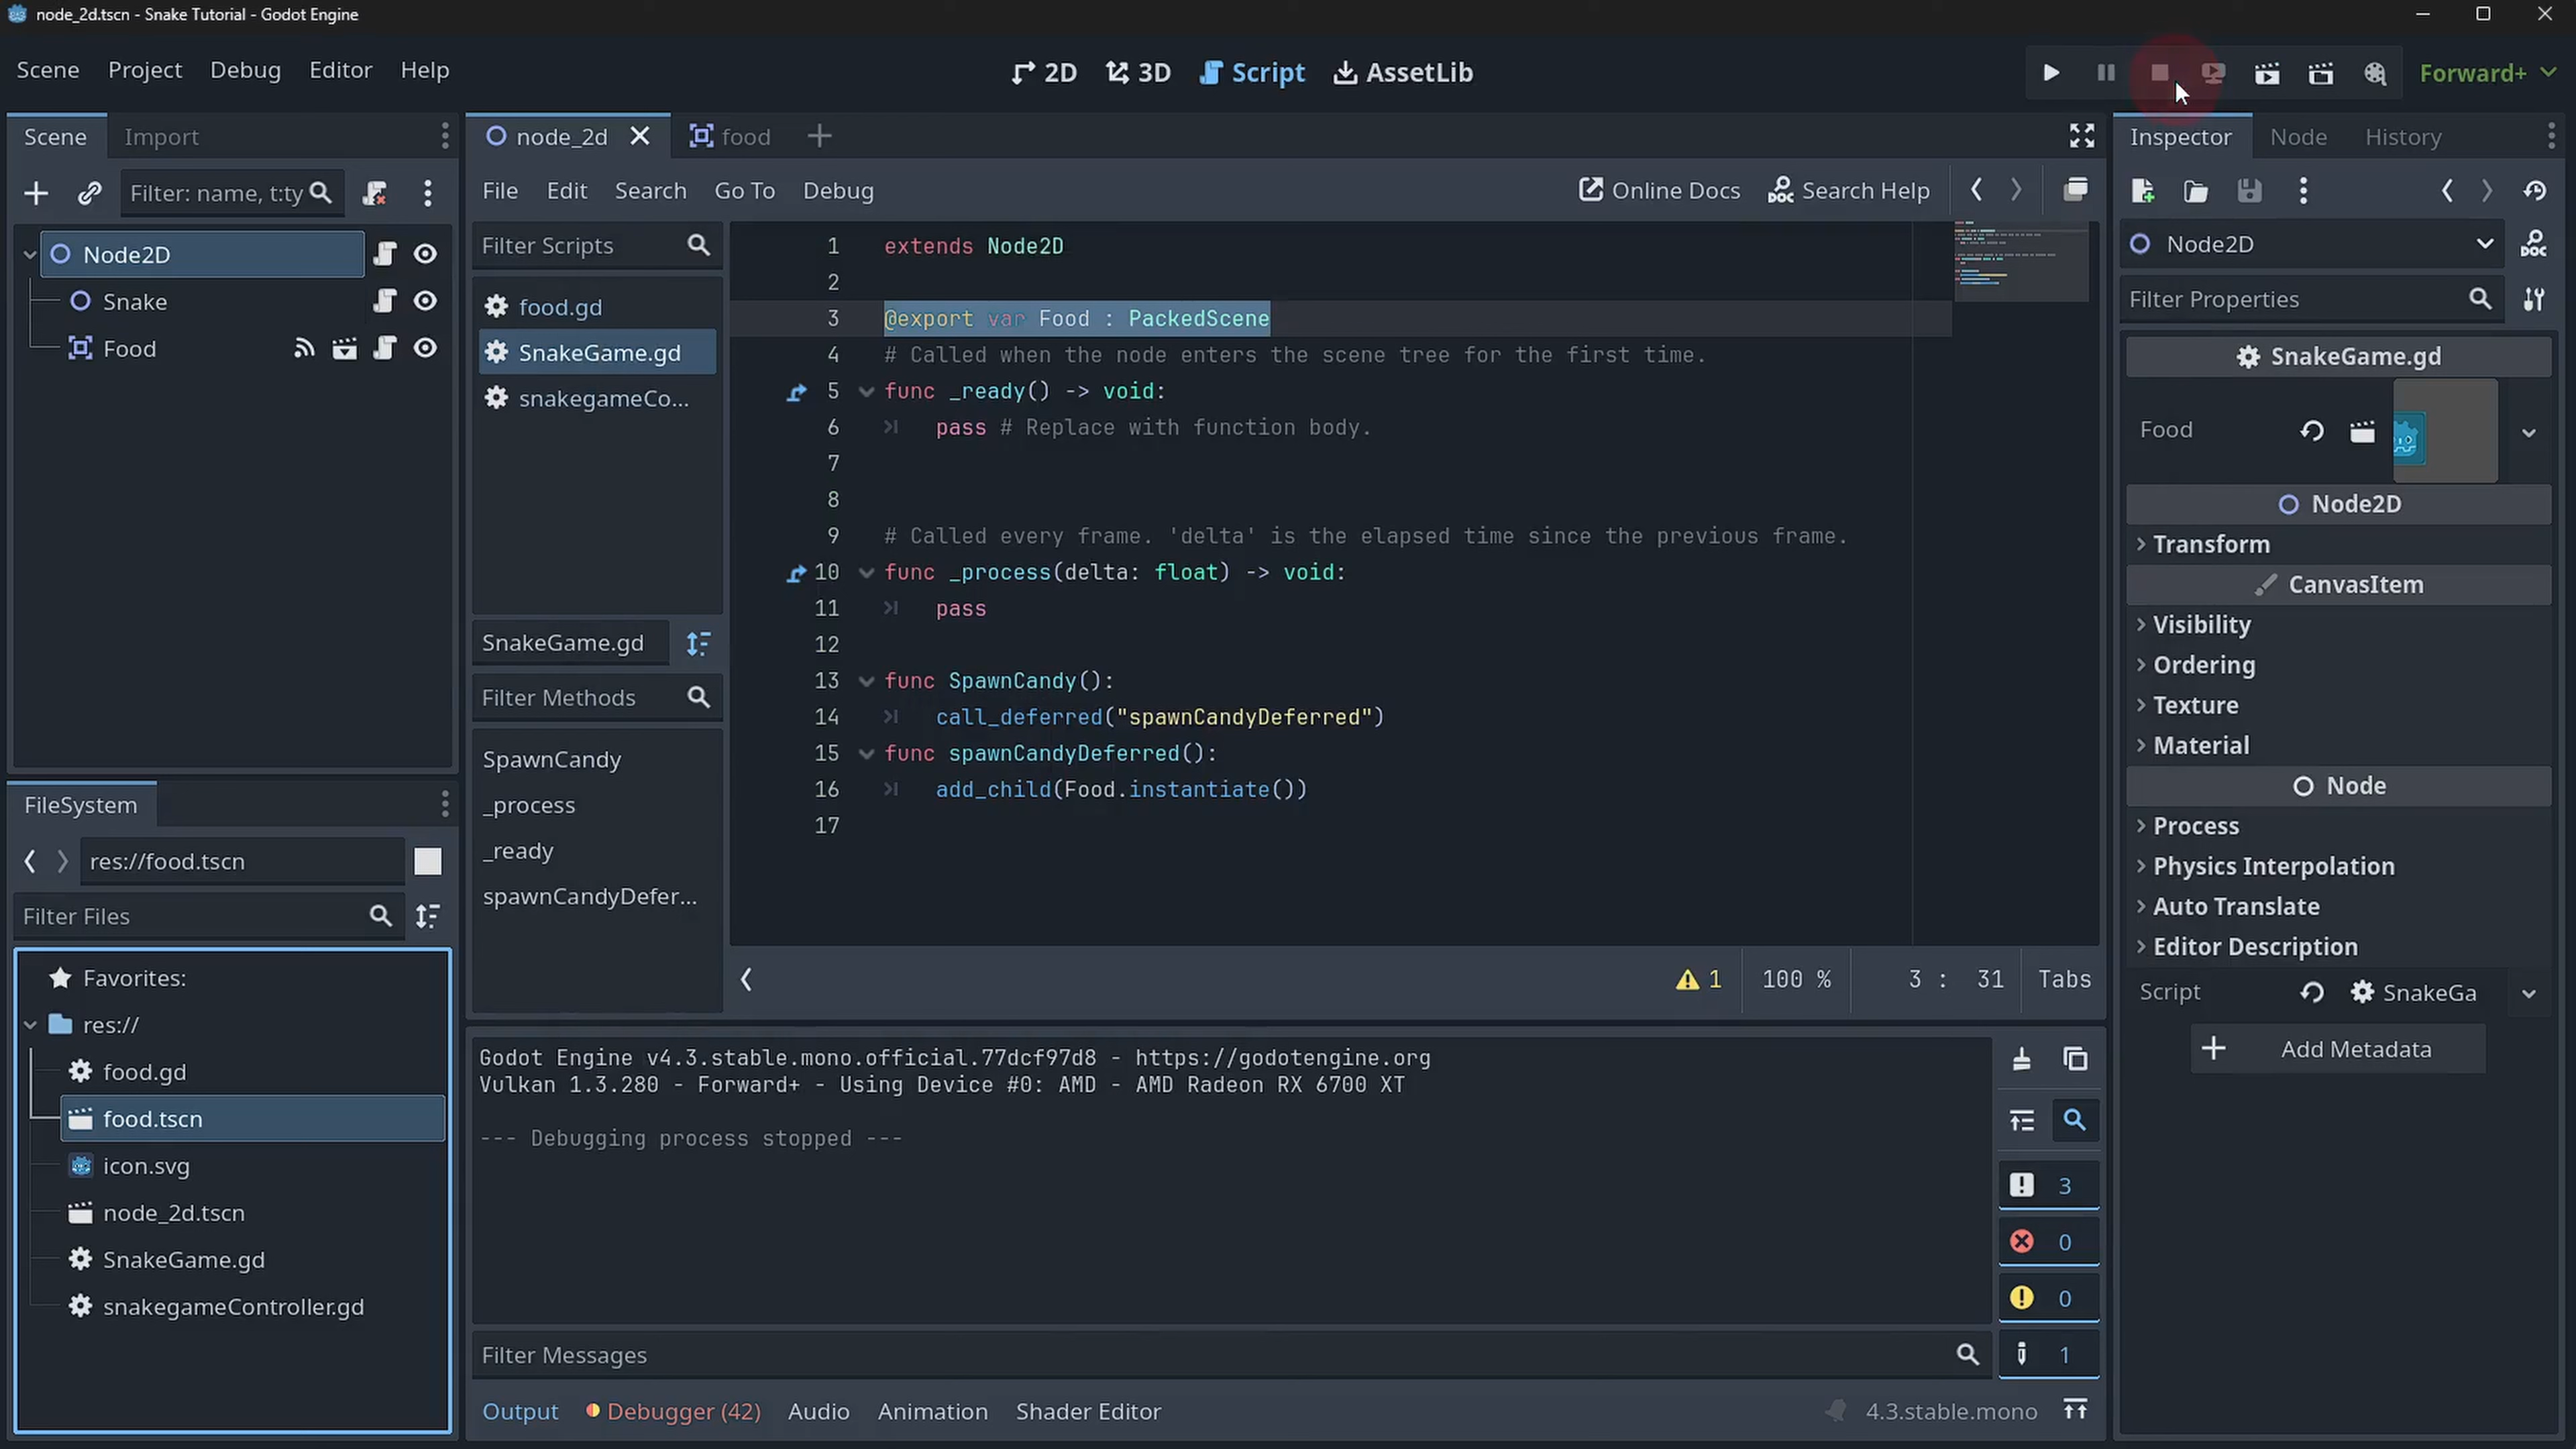 node_2d.tscn - Snake Tutorial - Godot Engine
Scene Project Debug Editor Help
2D 3D Script AssetLib
Forward+
Scene Import
node_2d food
Inspector Node History
Filter: name, t:ty
File Edit Search Go To Debug
Online Docs Search Help
Node2D
Snake
Food
Filter Scripts
food.gd
SnakeGame.gd
snakegameCo...
SnakeGame.gd
Filter Methods
SpawnCandy
_process
_ready
spawnCandyDefer...
1 extends Node2D
2
3 @export var Food : PackedScene
4 # Called when the node enters the scene tree for the first time.
5 func _ready() -> void:
6 pass # Replace with function body.
7
8
9 # Called every frame. 'delta' is the elapsed time since the previous frame.
10 func _process(delta: float) -> void:
11 pass
12
13 func SpawnCandy():
14 call_deferred("spawnCandyDeferred")
15 func spawnCandyDeferred():
16 add_child(Food.instantiate())
17
1 100 % 3 : 31 Tabs
Node2D
Filter Properties
SnakeGame.gd
Food
Node2D
Transform
CanvasItem
Visibility
Ordering
Texture
Material
Node
Process
Physics Interpolation
Auto Translate
Editor Description
Script SnakeGa
Add Metadata
FileSystem
res://food.tscn
Filter Files
Favorites:
res://
food.gd
food.tscn
icon.svg
node_2d.tscn
SnakeGame.gd
snakegameController.gd
Godot Engine v4.3.stable.mono.official.77dcf97d8 - https://godotengine.org
Vulkan 1.3.280 - Forward+ - Using Device #0: AMD - AMD Radeon RX 6700 XT
--- Debugging process stopped ---
3
0
0
1
Filter Messages
Output Debugger (42) Audio Animation Shader Editor
4.3.stable.mono